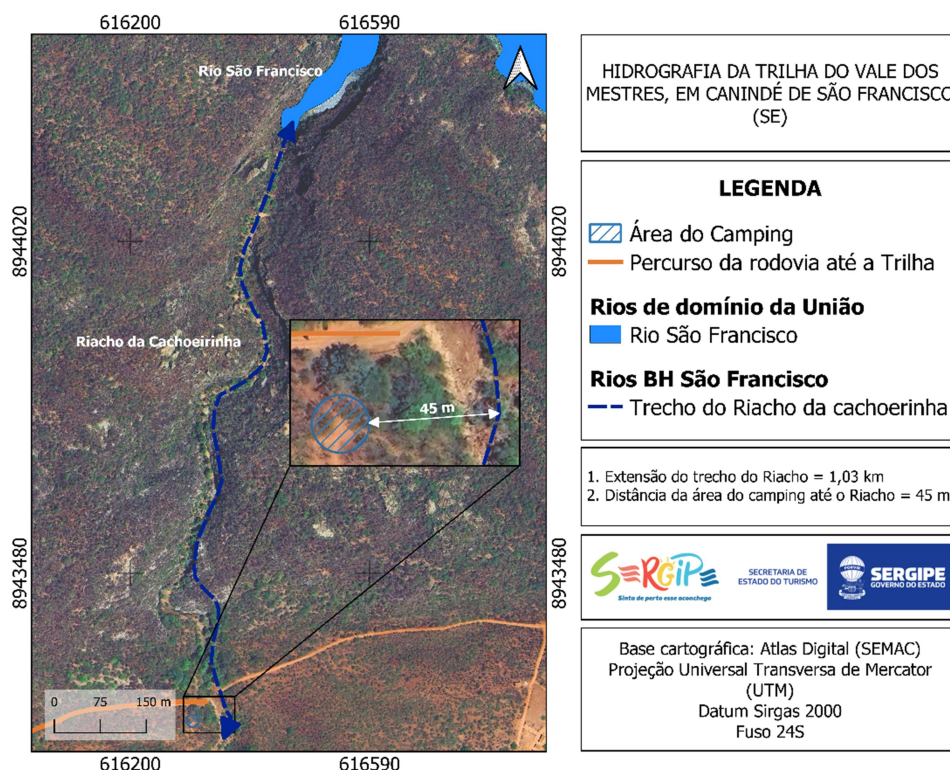 616200
616590
Rio São Francisco
8944020
8944020
Riacho da Cachoeirinha
45 m
8943480
8943480
0 75 150 m
616200
616590
HIDROGRAFIA DA TRILHA DO VALE DOS
MESTRES, EM CANINDÉ DE SÃO FRANCISCO
(SE)
LEGENDA
Área do Camping
Percurso da rodovia até a Trilha
Rios de domínio da União
Rio São Francisco
Rios BH São Francisco
Trecho do Riacho da cachoerinha
1. Extensão do trecho do Riacho = 1,03 km
2. Distância da área do camping até o Riacho = 45 m
SERGIPE
Sinta de perto esse aconchego
SECRETARIA DE
ESTADO DO TURISMO
SERGIPE
GOVERNO DO ESTADO
Base cartográfica: Atlas Digital (SEMAC)
Projeção Universal Transversa de Mercator
(UTM)
Datum Sirgas 2000
Fuso 24S